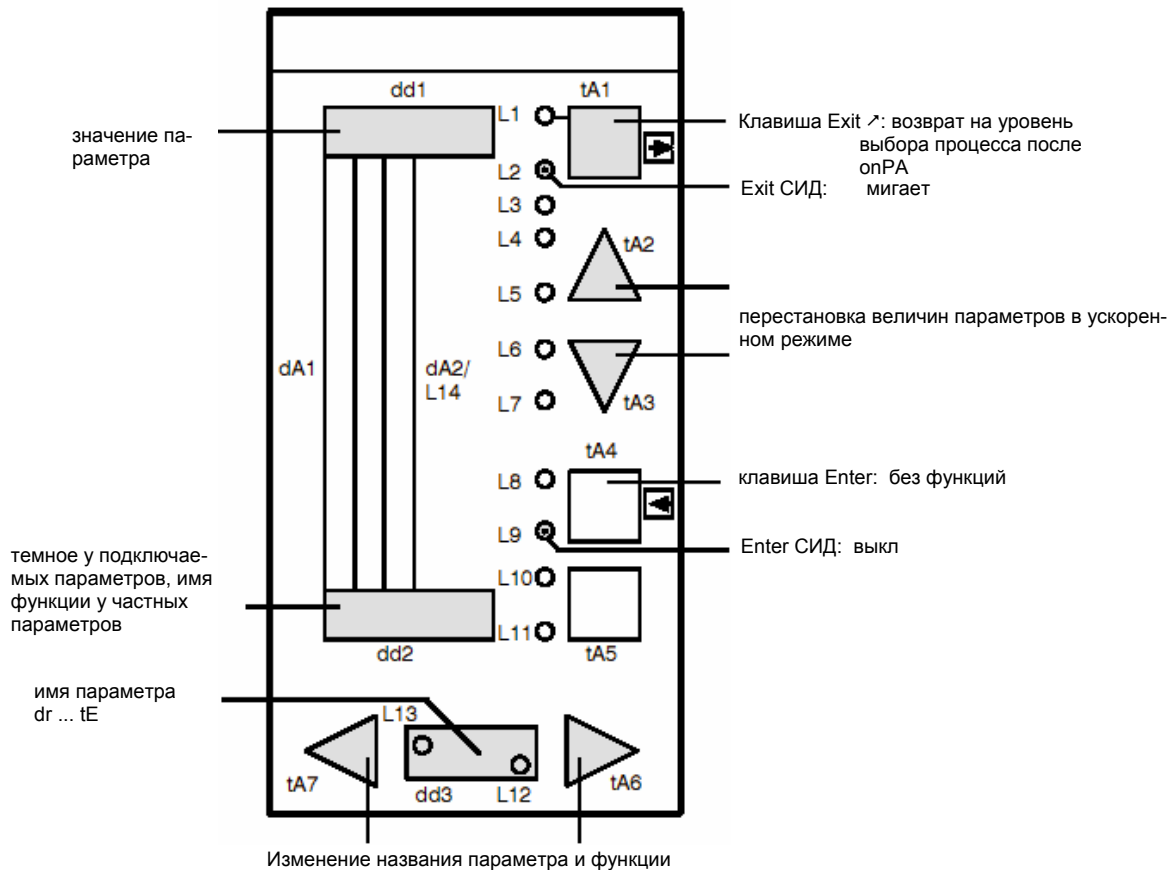 dd1
tA1
значение па-
раметра
L1
Клавиша Exit ↗: возврат на уровень
выбора процесса после
onPA
L2
Exit СИД: мигает
L3
L4
tA2
L5
перестановка величин параметров в ускорен-
ном режиме
L6
dA1
dA2/
L14
L7
tA3
tA4
L8
клавиша Enter: без функций
L9
Enter СИД: выкл
темное у подключае-
мых параметров, имя
функции у частных
параметров
L10
L11
dd2
tA5
имя параметра
dr ... tE
L13
tA7
dd3
L12
tA6
Изменение названия параметра и функции